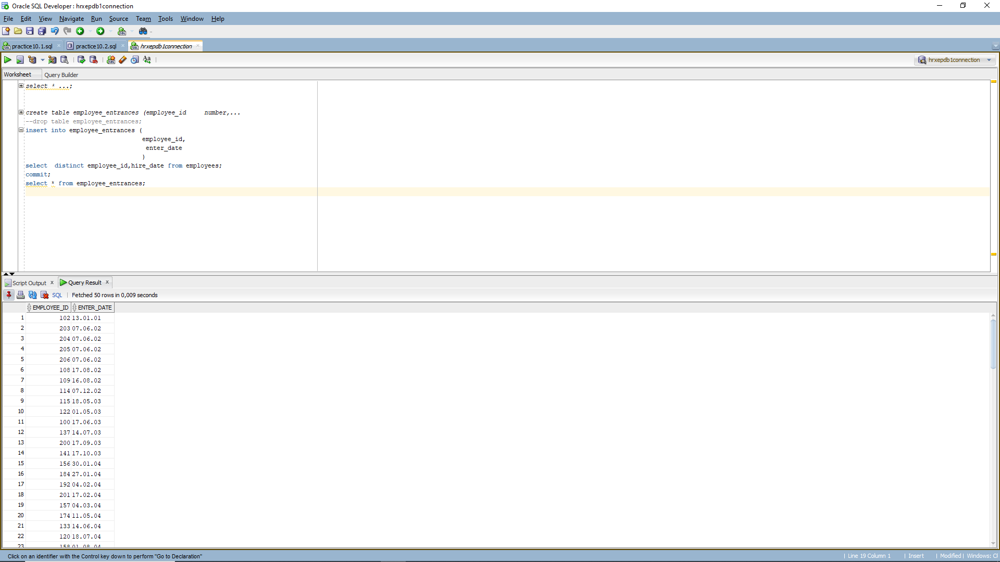 Oracle SQL Developer : hrxepdb1connection
File Edit View Navigate Run Source Team Tools Window Help
practice10.1.sql practice10.2.sql hrxepdb1connection
hrxepdb1connection
Worksheet Query Builder
select * ...;
create table employee_entrances (employee_id number,...
--drop table employee_entrances;
insert into employee_entrances (
employee_id,
enter_date
)
select distinct employee_id,hire_date from employees;
commit;
select * from employee_entrances;
Script Output x Query Result x
SQL | Fetched 50 rows in 0,009 seconds
EMPLOYEE_ID ENTER_DATE
1 102 13.01.01
2 203 07.06.02
3 204 07.06.02
4 205 07.06.02
5 206 07.06.02
6 108 17.08.02
7 109 16.08.02
8 114 07.12.02
9 115 18.05.03
10 122 01.05.03
11 100 17.06.03
12 137 14.07.03
13 200 17.09.03
14 141 17.10.03
15 156 30.01.04
16 184 27.01.04
17 192 04.02.04
18 201 17.02.04
19 157 04.03.04
20 174 11.05.04
21 133 14.06.04
22 120 18.07.04
23 158 01.08.04
Click on an identifier with the Control key down to perform "Go to Declaration"
| Line 19 Column 1 | Insert | Modified | Windows: CF